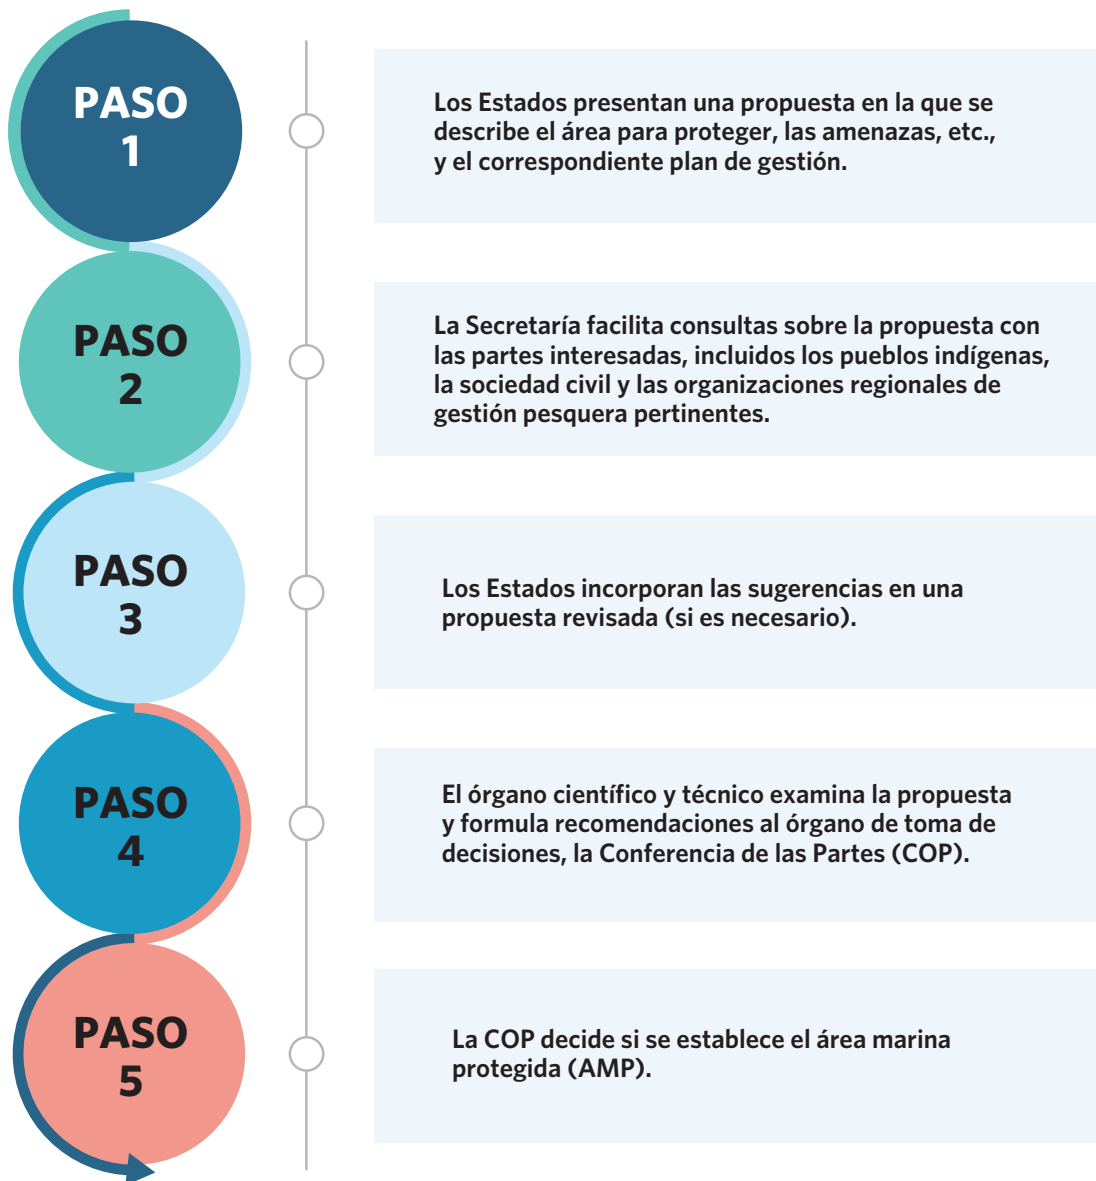 PASO
1
Los Estados presentan una propuesta en la que se
describe el área para proteger, las amenazas, etc.,
y el correspondiente plan de gestión.
PASO
2
La Secretaría facilita consultas sobre la propuesta con
las partes interesadas, incluidos los pueblos indígenas,
la sociedad civil y las organizaciones regionales de
gestión pesquera pertinentes.
PASO
3
Los Estados incorporan las sugerencias en una
propuesta revisada (si es necesario).
PASO
4
El órgano científico y técnico examina la propuesta
y formula recomendaciones al órgano de toma de
decisiones, la Conferencia de las Partes (COP).
PASO
5
La COP decide si se establece el área marina
protegida (AMP).